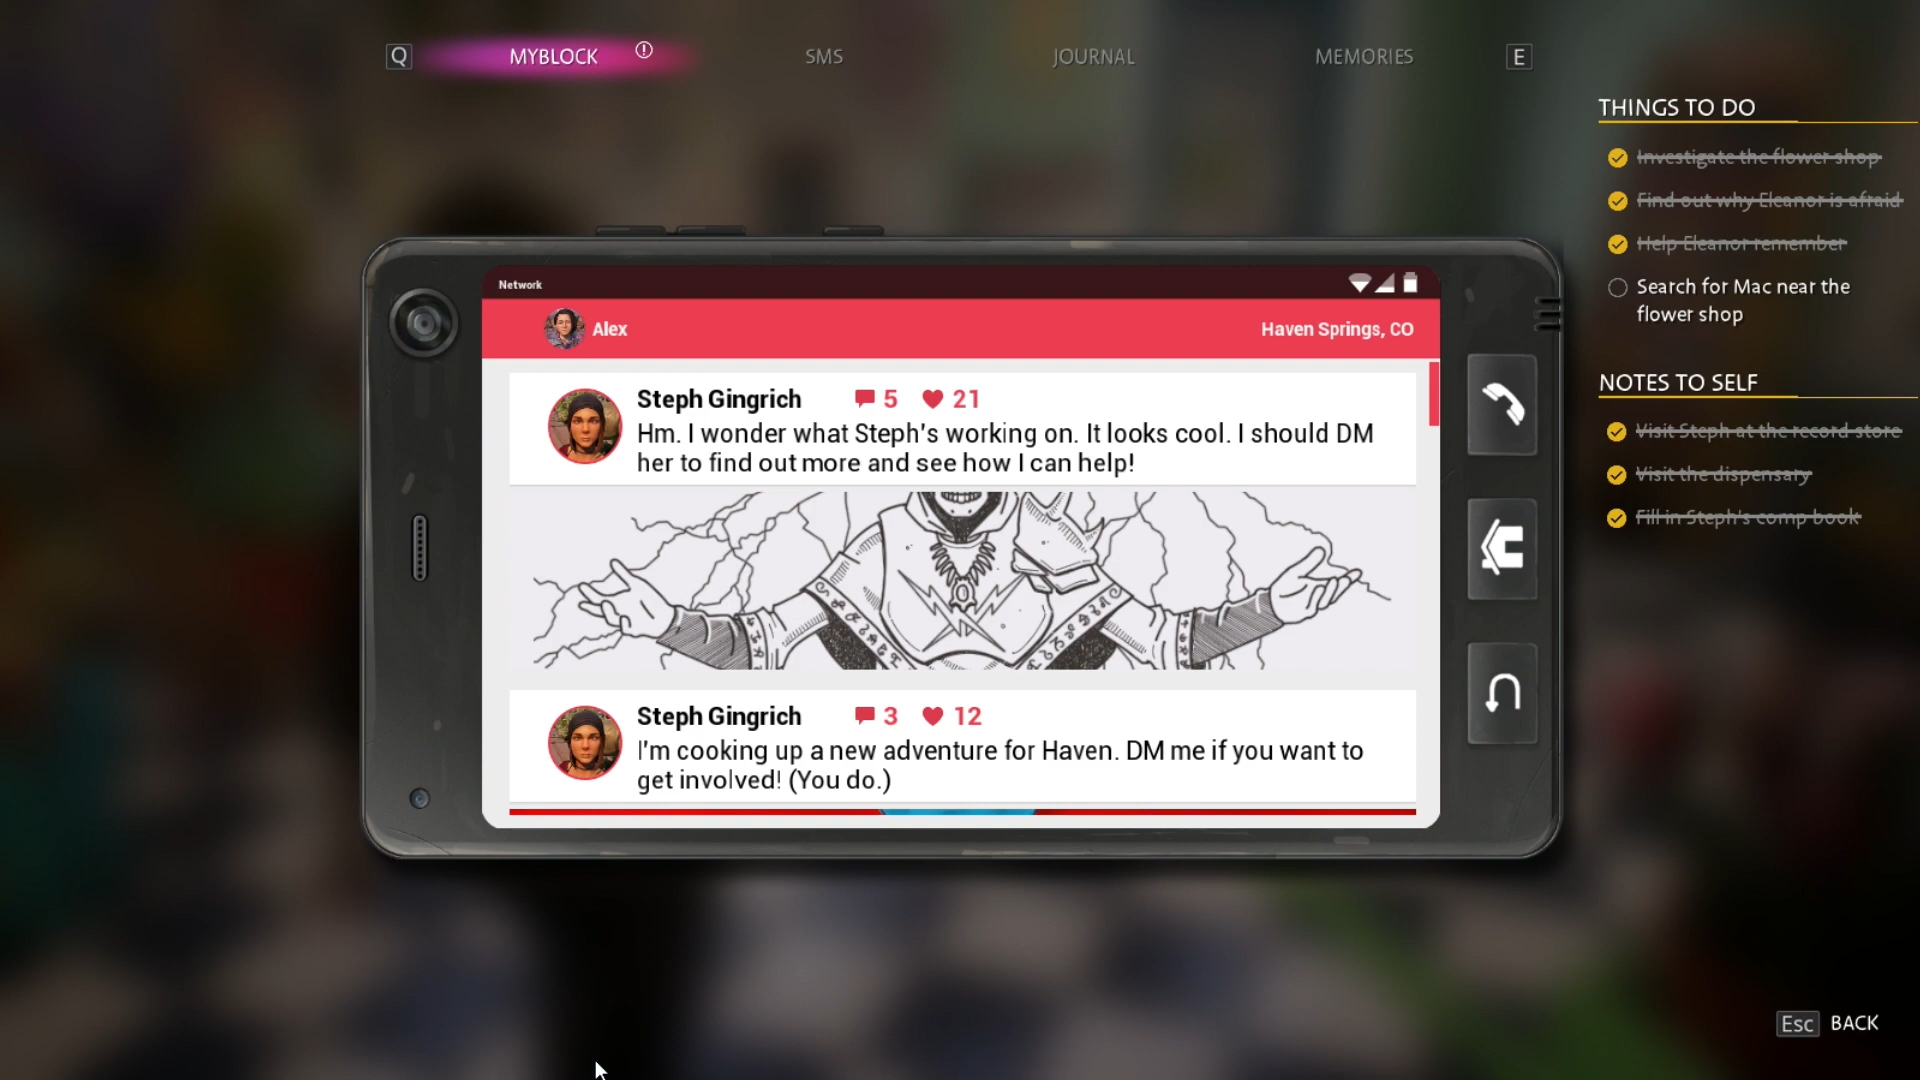 Q
MYBLOCK
SMS
JOURNAL
MEMORIES
E
THINGS TO DO
Investigate the flower shop
Find out why Eleanor is afraid
Help Eleanor remember
Search for Mac near the
flower shop
NOTES TO SELF
Visit Steph at the record store
Visit the dispensary
Fill in Steph's comp book
Network
Alex
Haven Springs, CO
Steph Gingrich 5 21
Hm. I wonder what Steph's working on. It looks cool. I should DM
her to find out more and see how I can help!
Steph Gingrich 3 12
I'm cooking up a new adventure for Haven. DM me if you want to
get involved! (You do.)
Esc BACK